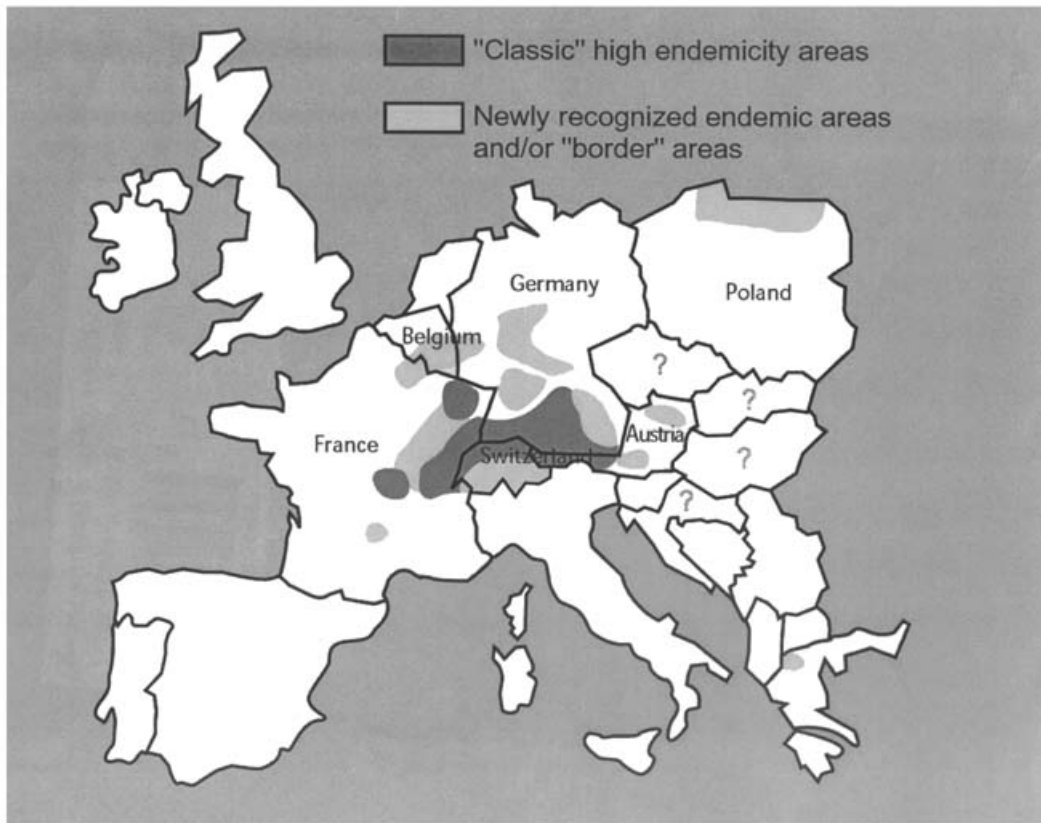 "Classic" high endemicity areas
Newly recognized endemic areas
and/or "border" areas
Germany
Poland
Belgium
?
?
France
Austria
Switzerland
?
?